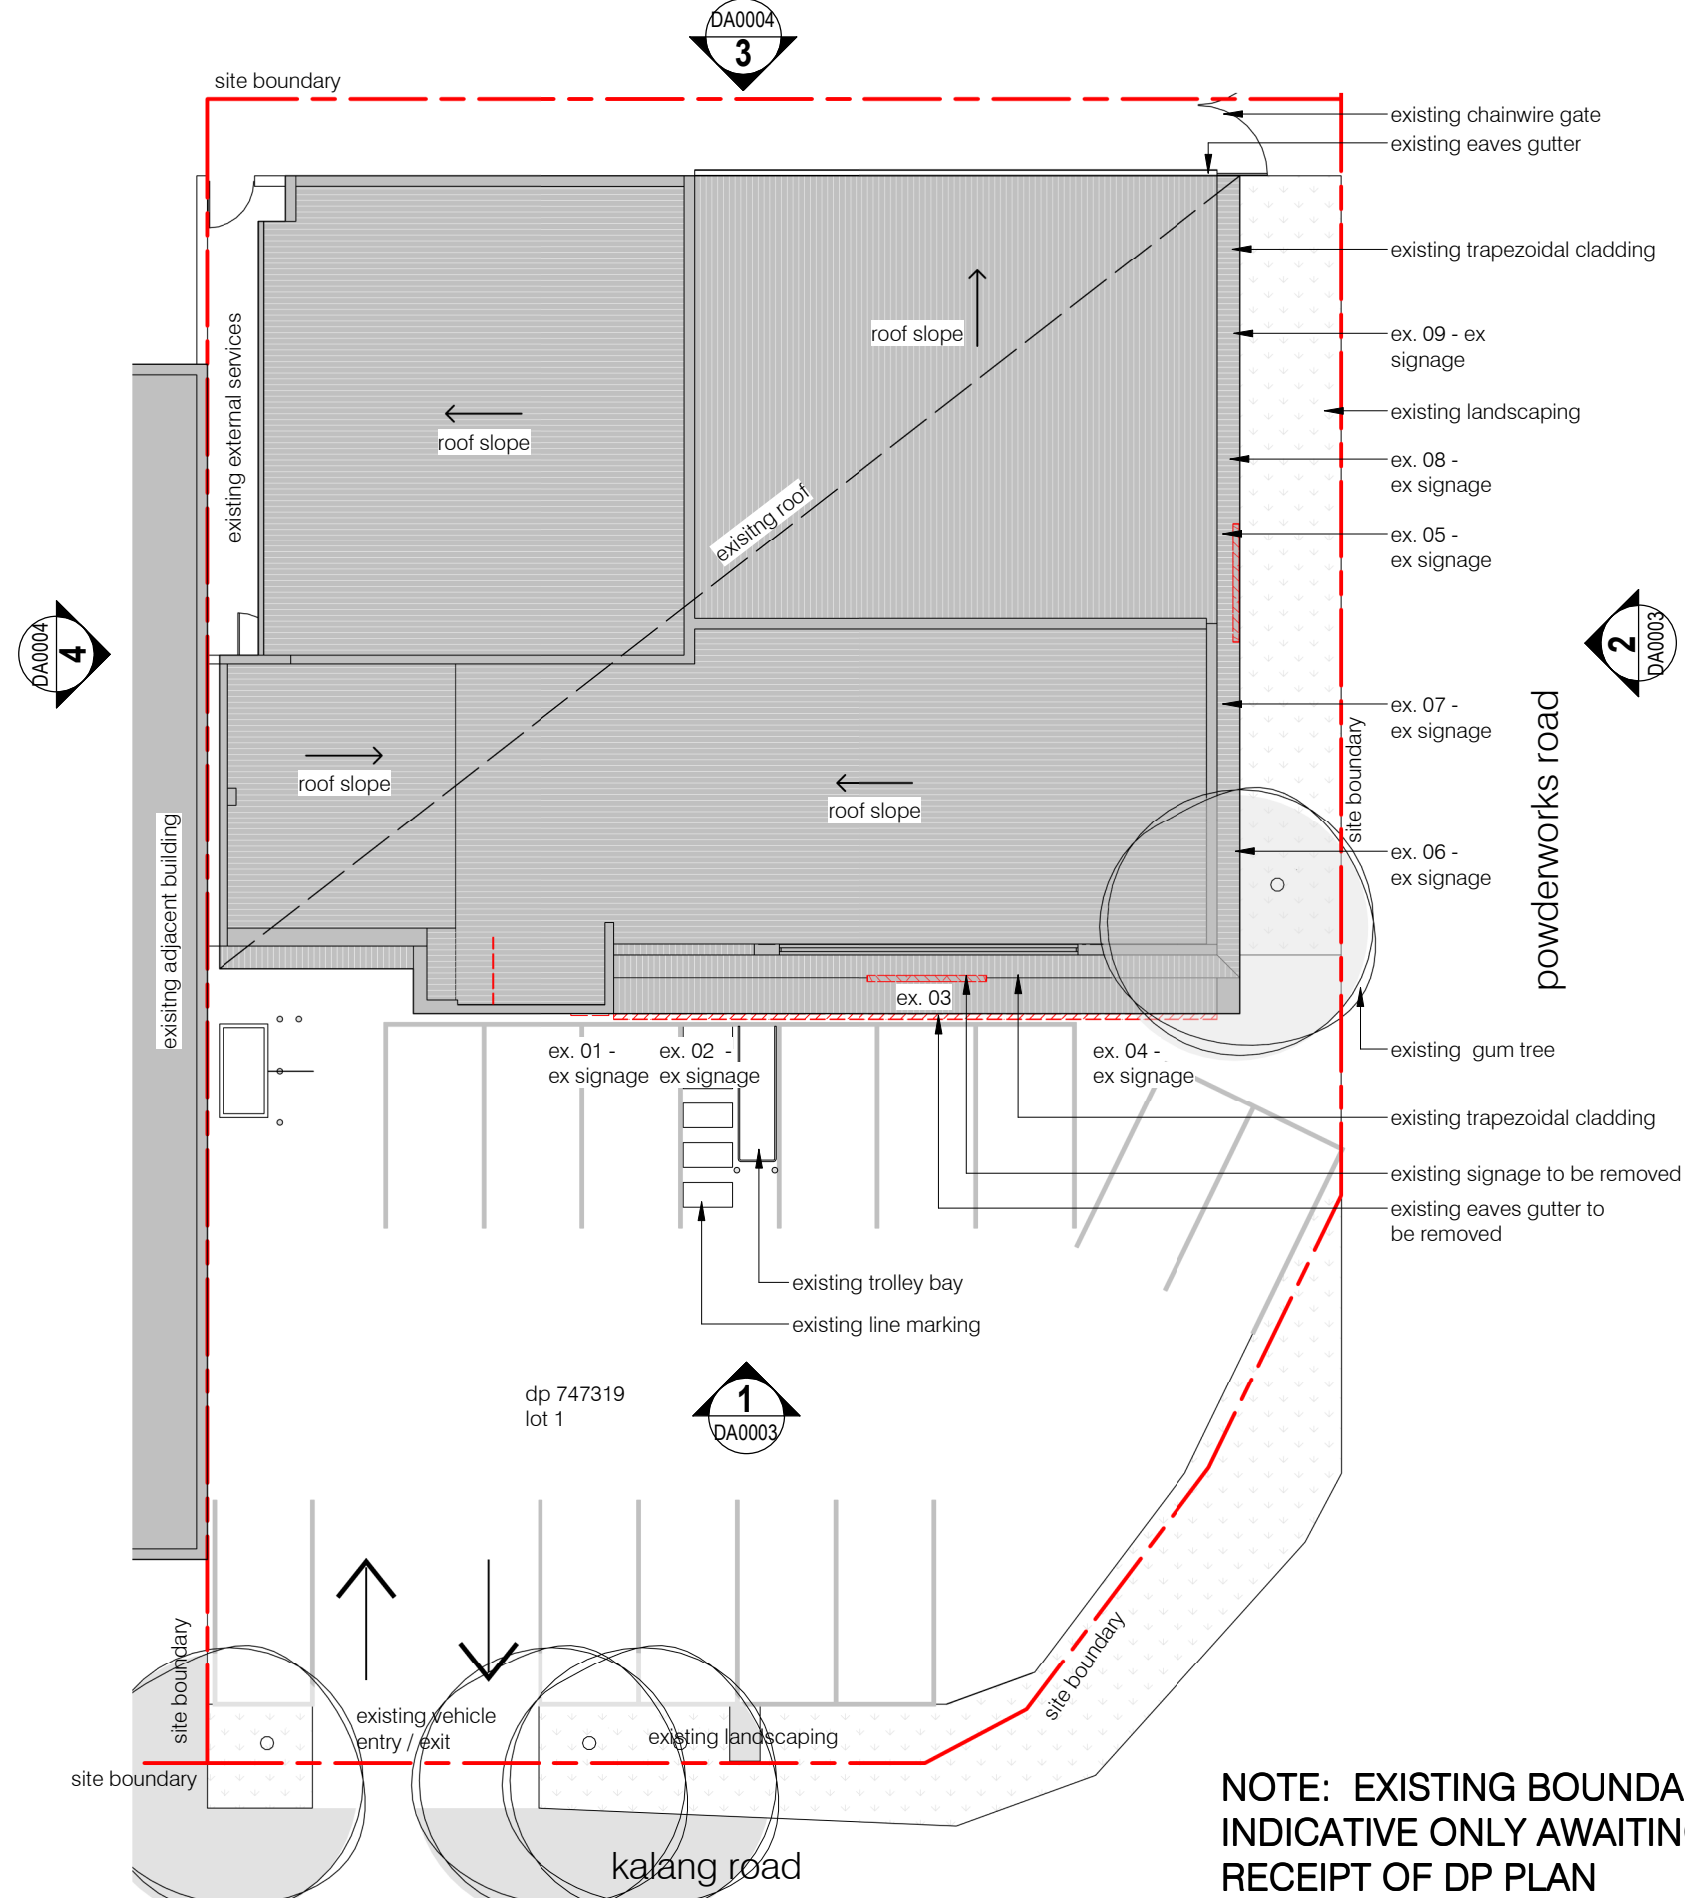 DA0004
3
site boundary
existing chainwire gate
existing eaves gutter
existing trapezoidal cladding
existing external services
roof slope
ex. 09 - ex
signage
existing landscaping
roof slope
ex. 08 -
ex signage
exisitng roof
ex. 05 -
ex signage
DA0004
4
2
DA0003
ex. 07 -
ex signage
powderworks road
site boundary
roof slope
roof slope
exisitng adjacent building
ex. 06 -
ex signage
ex. 03
ex. 01 -
ex signage
ex. 02 -
ex signage
ex. 04 -
ex signage
existing gum tree
existing trapezoidal cladding
existing signage to be removed
existing eaves gutter to
be removed
existing trolley bay
existing line marking
dp 747319
lot 1
1
DA0003
site boundary
site boundary
existing vehicle
entry / exit
existing landscaping
site boundary
kalang road
NOTE: EXISTING BOUNDA
INDICATIVE ONLY AWAITIN
RECEIPT OF DP PLAN